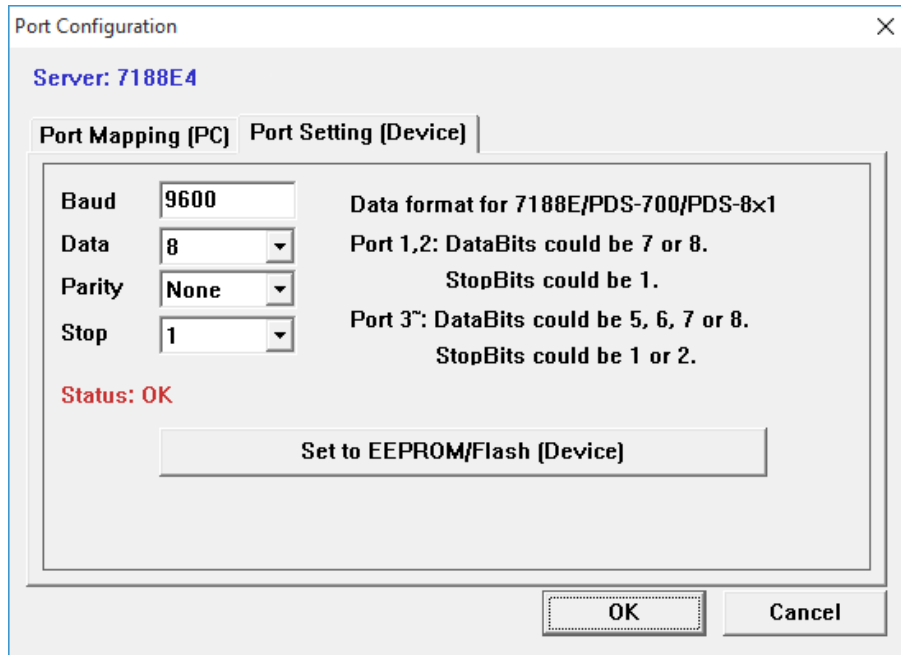 Port Configuration
Server: 7188E4
Port Mapping (PC) Port Setting (Device)
Baud 9600
Data 8
Parity None
Stop 1
Data format for 7188E/PDS-700/PDS-8x1
Port 1,2: DataBits could be 7 or 8.
StopBits could be 1.
Port 3~: DataBits could be 5, 6, 7 or 8.
StopBits could be 1 or 2.
Status: OK
Set to EEPROM/Flash (Device)
OK Cancel